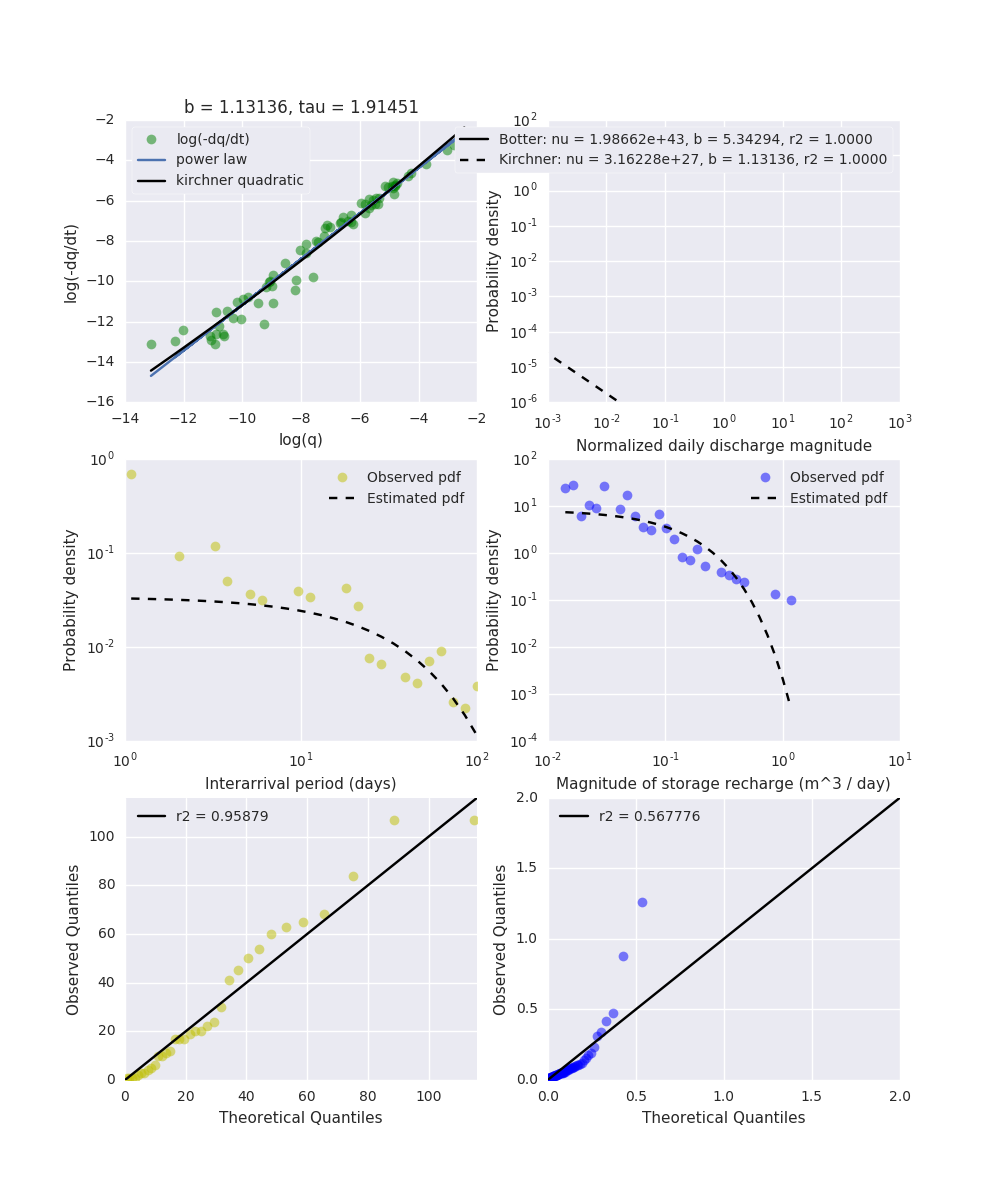 b = 1.13136, tau = 1.91451
−2
−4
−6
−8
−10
−12
−14
−16
log(-dq/dt)
log(-dq/dt)
power law
kirchner quadratic
−14 −12 −10 −8 −6 −4 −2
log(q)
10^2
10^0
10^-1
10^-2
10^-3
10^-4
10^-5
10^-6
Probability density
Botter: nu = 1.98662e+43, b = 5.34294, r2 = 1.0000
Kirchner: nu = 3.16228e+27, b = 1.13136, r2 = 1.0000
10^-3 10^-2 10^-1 10^0 10^1 10^2 10^3
Normalized daily discharge magnitude
10^0
10^-1
10^-2
10^-3
Probability density
Observed pdf
Estimated pdf
10^0 10^1 10^2
Interarrival period (days)
10^2
10^1
10^0
10^-1
10^-2
10^-3
10^-4
Probability density
Observed pdf
Estimated pdf
10^-2 10^-1 10^0 10^1
Magnitude of storage recharge (m^3 / day)
100
80
60
40
20
0
Observed Quantiles
r2 = 0.95879
0 20 40 60 80 100
Theoretical Quantiles
2.0
1.5
1.0
0.5
0.0
Observed Quantiles
r2 = 0.567776
0.0 0.5 1.0 1.5 2.0
Theoretical Quantiles